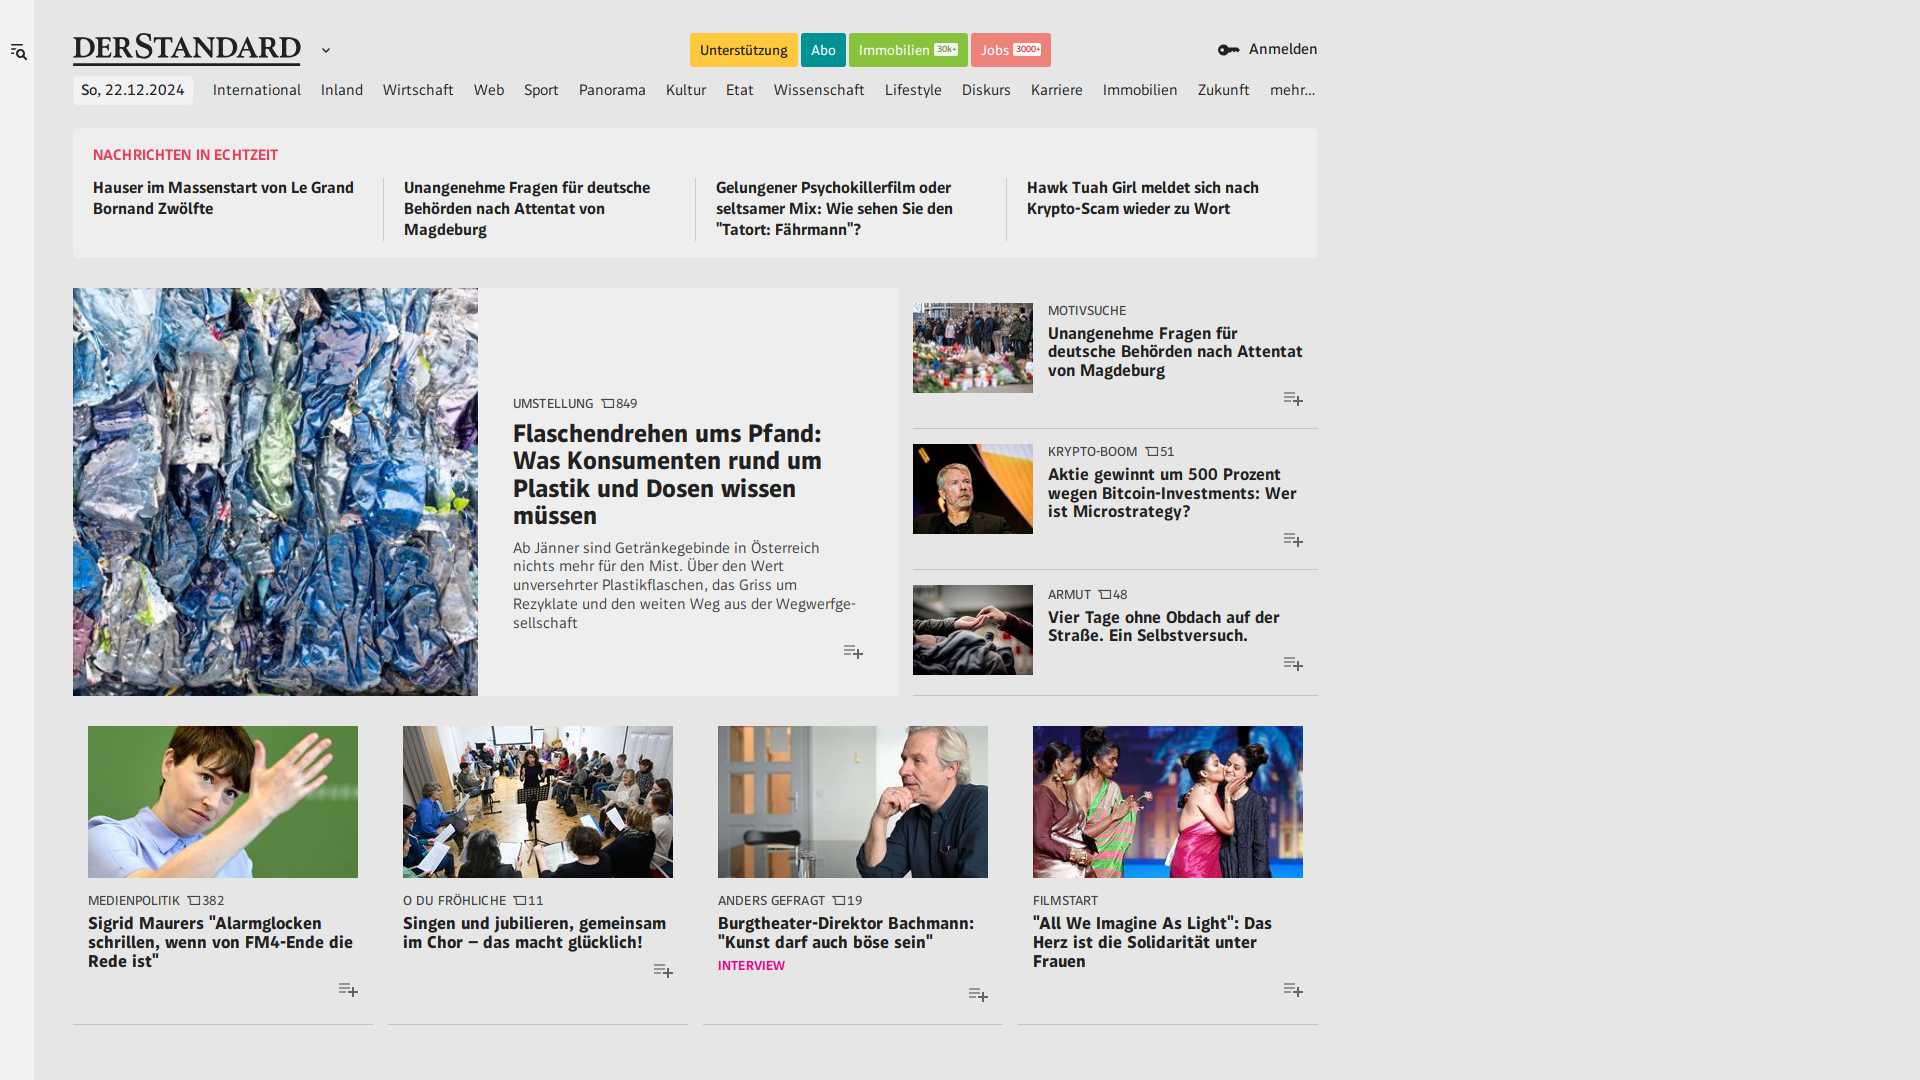 DERSTANDARD
Unterstützung
Abo
Immobilien 30k+
Jobs 3000+
Anmelden
So, 22.12.2024
International
Inland
Wirtschaft
Web
Sport
Panorama
Kultur
Etat
Wissenschaft
Lifestyle
Diskurs
Karriere
Immobilien
Zukunft
mehr...
NACHRICHTEN IN ECHTZEIT
Hauser im Massenstart von Le Grand
Bornand Zwölfte
Unangenehme Fragen für deutsche
Behörden nach Attentat von
Magdeburg
Gelungener Psychokillerfilm oder
seltsamer Mix: Wie sehen Sie den
"Tatort: Fährmann"?
Hawk Tuah Girl meldet sich nach
Krypto-Scam wieder zu Wort
UMSTELLUNG 849
Flaschendrehen ums Pfand:
Was Konsumenten rund um
Plastik und Dosen wissen
müssen
Ab Jänner sind Getränkegebinde in Österreich
nichts mehr für den Mist. Über den Wert
unversehrter Plastikflaschen, das Griss um
Rezyklate und den weiten Weg aus der Wegwerfge-
sellschaft
MOTIVSUCHE
Unangenehme Fragen für
deutsche Behörden nach Attentat
von Magdeburg
KRYPTO-BOOM 51
Aktie gewinnt um 500 Prozent
wegen Bitcoin-Investments: Wer
ist Microstrategy?
ARMUT 48
Vier Tage ohne Obdach auf der
Straße. Ein Selbstversuch.
MEDIENPOLITIK 382
Sigrid Maurers "Alarmglocken
schrillen, wenn von FM4-Ende die
Rede ist"
O DU FRÖHLICHE 11
Singen und jubilieren, gemeinsam
im Chor – das macht glücklich!
ANDERS GEFRAGT 19
Burgtheater-Direktor Bachmann:
"Kunst darf auch böse sein"
INTERVIEW
FILMSTART
"All We Imagine As Light": Das
Herz ist die Solidarität unter
Frauen